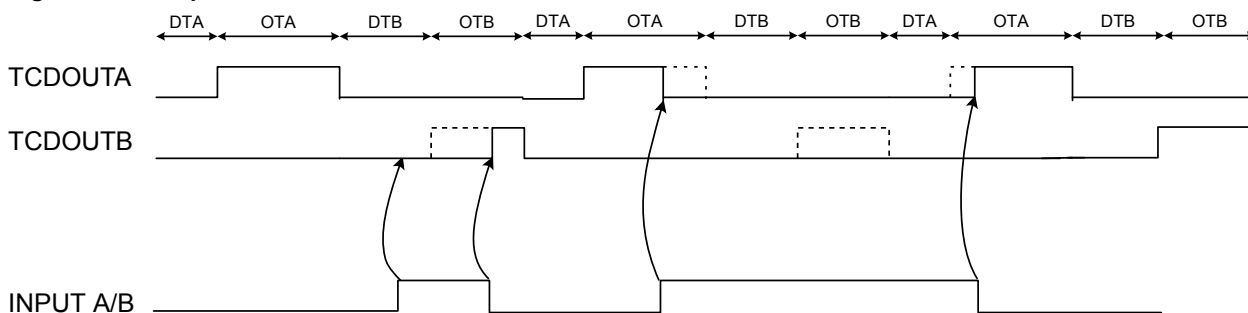 DTA OTA DTB OTB DTA OTA DTB OTB DTA OTA DTB OTB
TCDOUTA
TCDOUTB
INPUT A/B